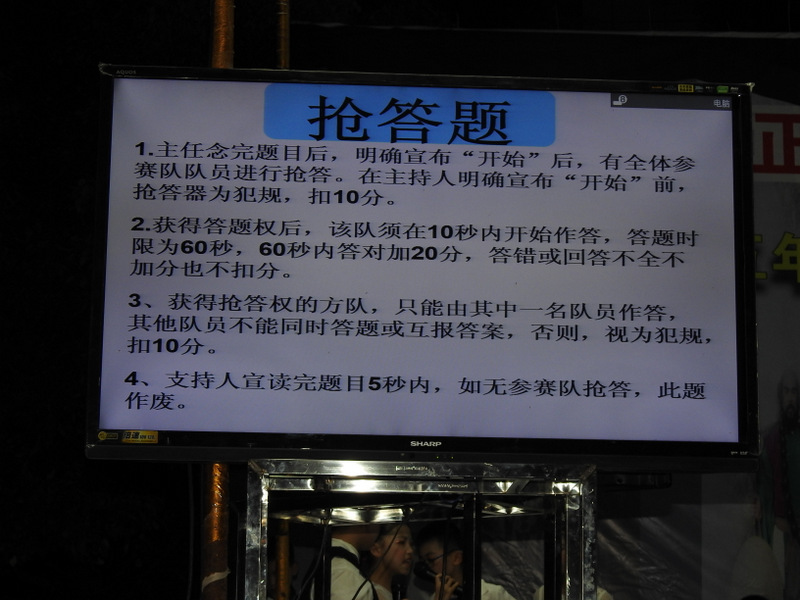 电脑
抢答题
1.主任念完题目后，明确宣布“开始”后，有全体参
赛队队员进行抢答。在主持人明确宣布“开始”前，
抢答器为犯规，扣10分。
2.获得答题权后，该队须在10秒内开始作答，答题时
限为60秒，60秒内答对加20分，答错或回答不全不
加分也不扣分。
3、获得抢答权的方队，只能由其中一名队员作答，
其他队员不能同时答题或互报答案，否则，视为犯规，
扣10分。
4、支持人宣读完题目5秒内，如无参赛队抢答，此题
作废。
SHARP
正
年